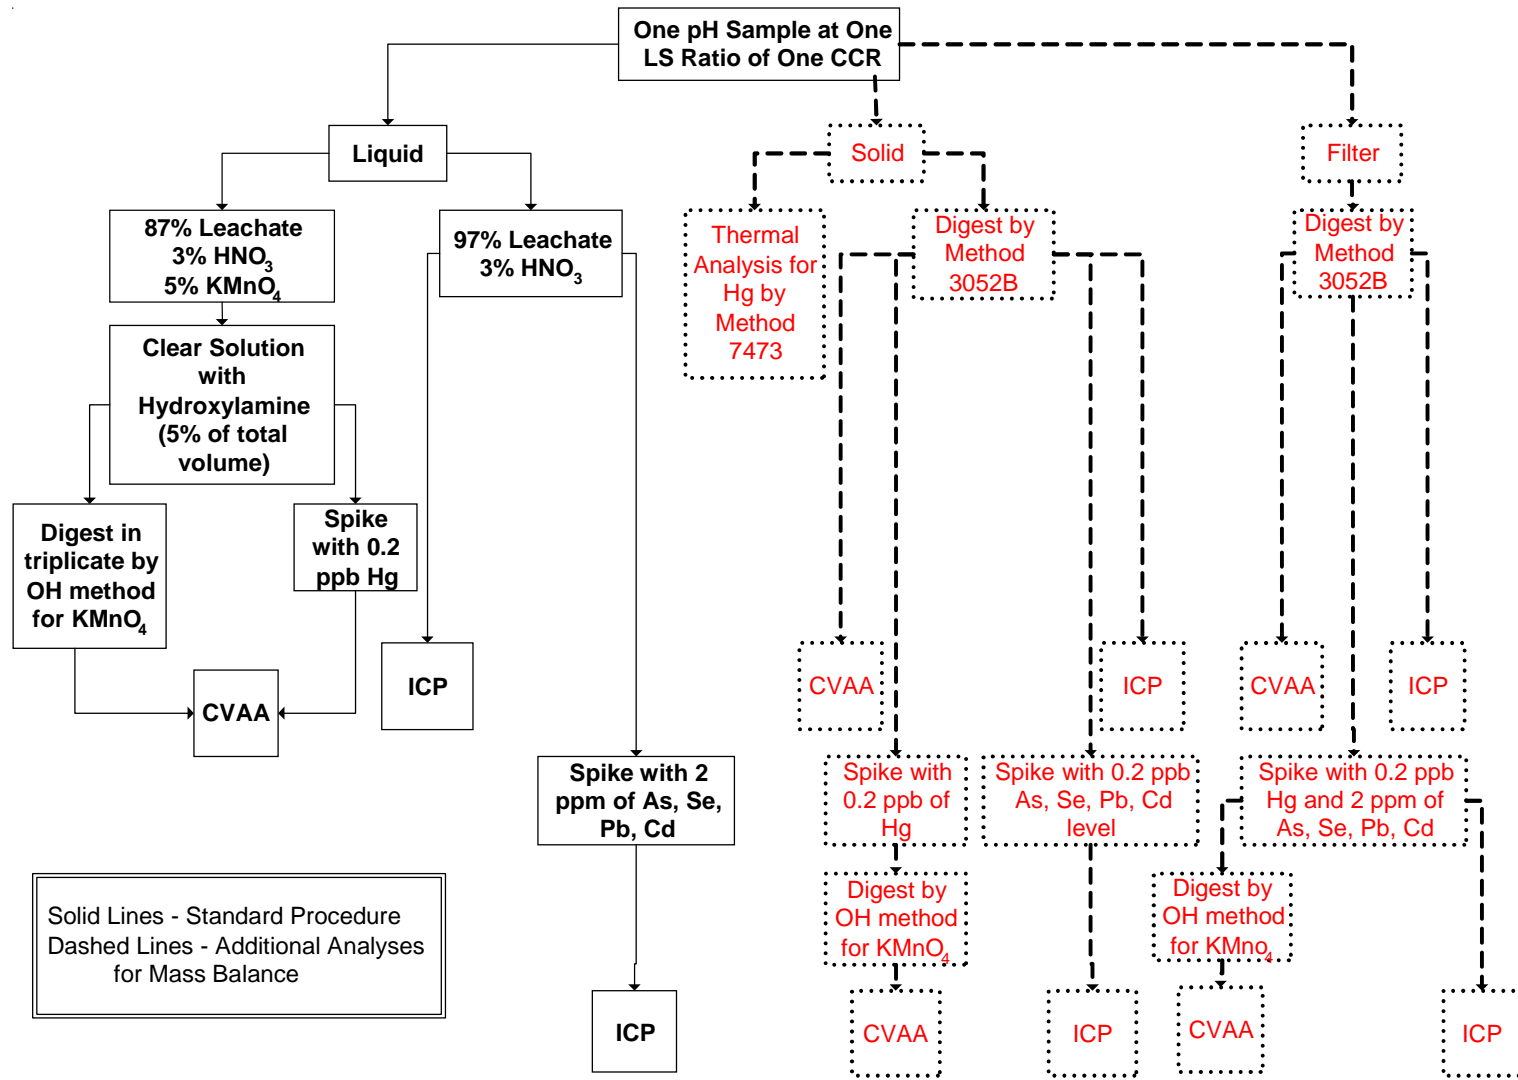 One pH Sample at One
LS Ratio of One CCR
Liquid
Solid
Filter
87% Leachate
3% HNO3
5% KMnO4
97% Leachate
3% HNO3
Thermal
Analysis for
Hg by
Method
7473
Digest by
Method
3052B
Digest by
Method
3052B
Clear Solution
with
Hydroxylamine
(5% of total
volume)
Digest in
triplicate by
OH method
for KMnO4
Spike
with 0.2
ppb Hg
CVAA
ICP
CVAA
ICP
CVAA
ICP
Spike with 2
ppm of As, Se,
Pb, Cd
Spike with
0.2 ppb of
Hg
Spike with 0.2 ppb
As, Se, Pb, Cd
level
Spike with 0.2 ppb
Hg and 2 ppm of
As, Se, Pb, Cd
Digest by
OH method
for KMnO4
Digest by
OH method
for KMno4
Solid Lines - Standard Procedure
Dashed Lines - Additional Analyses
for Mass Balance
ICP
CVAA
ICP
CVAA
ICP